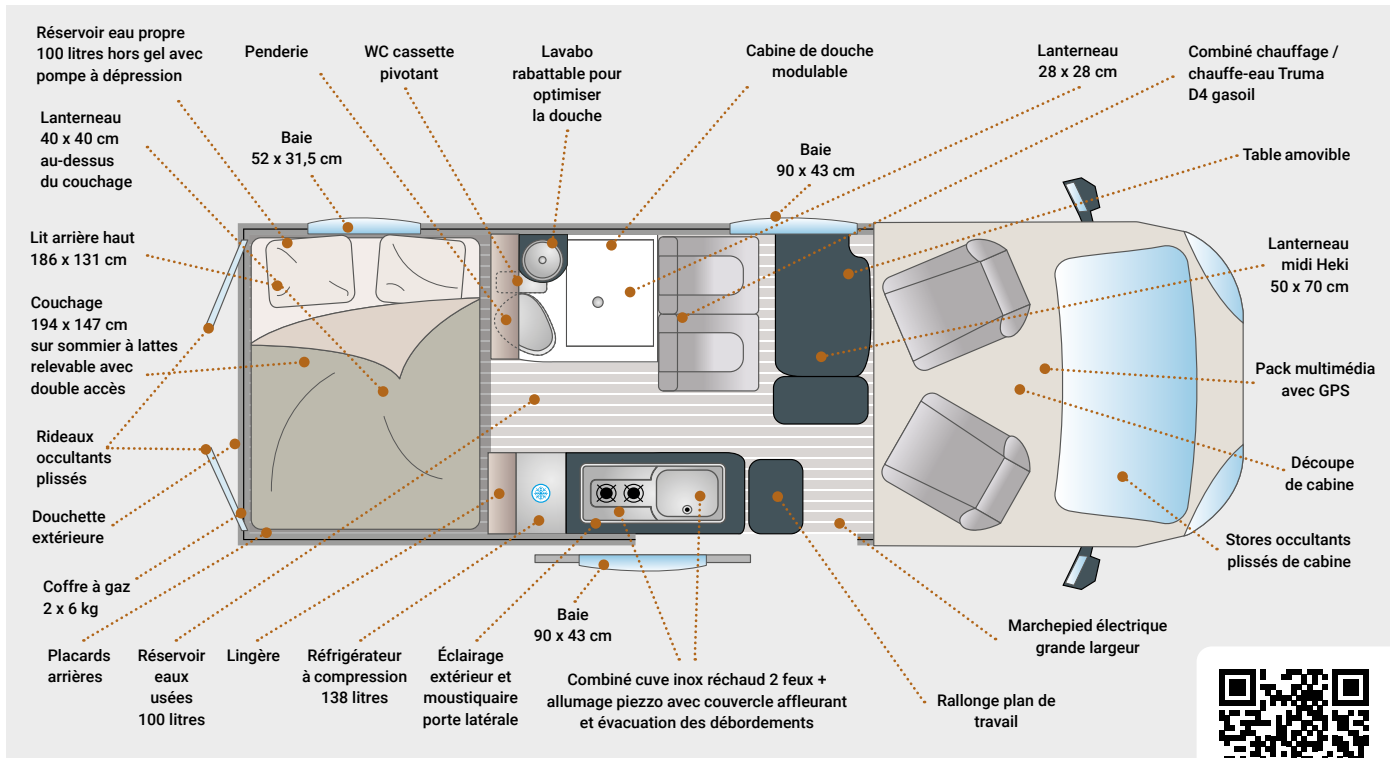 Réservoir eau propre
100 litres hors gel avec
pompe à dépression
Penderie
WC cassette
pivotant
Lavabo
rabattable pour
optimiser
la douche
Cabine de douche
modulable
Lanterneau
28 x 28 cm
Combiné chauffage /
chauffe-eau Truma
D4 gasoil
Lanterneau
40 x 40 cm
au-dessus
du couchage
Baie
52 x 31,5 cm
Baie
90 x 43 cm
Table amovible
Lit arrière haut
186 x 131 cm
Lanterneau
midi Heki
50 x 70 cm
Couchage
194 x 147 cm
sur sommier à lattes
relevable avec
double accès
Pack multimédia
avec GPS
Rideaux
occultants
plissés
Découpe
de cabine
Douchette
extérieure
Stores occultants
plissés de cabine
Coffre à gaz
2 x 6 kg
Baie
90 x 43 cm
Marchepied électrique
grande largeur
Placards
arrières
Réservoir
eaux
usées
100 litres
Lingère
Réfrigérateur
à compression
138 litres
Éclairage
extérieur et
moustiquaire
porte latérale
Combiné cuve inox réchaud 2 feux +
allumage piezzo avec couvercle affleurant
et évacuation des débordements
Rallonge plan de
travail